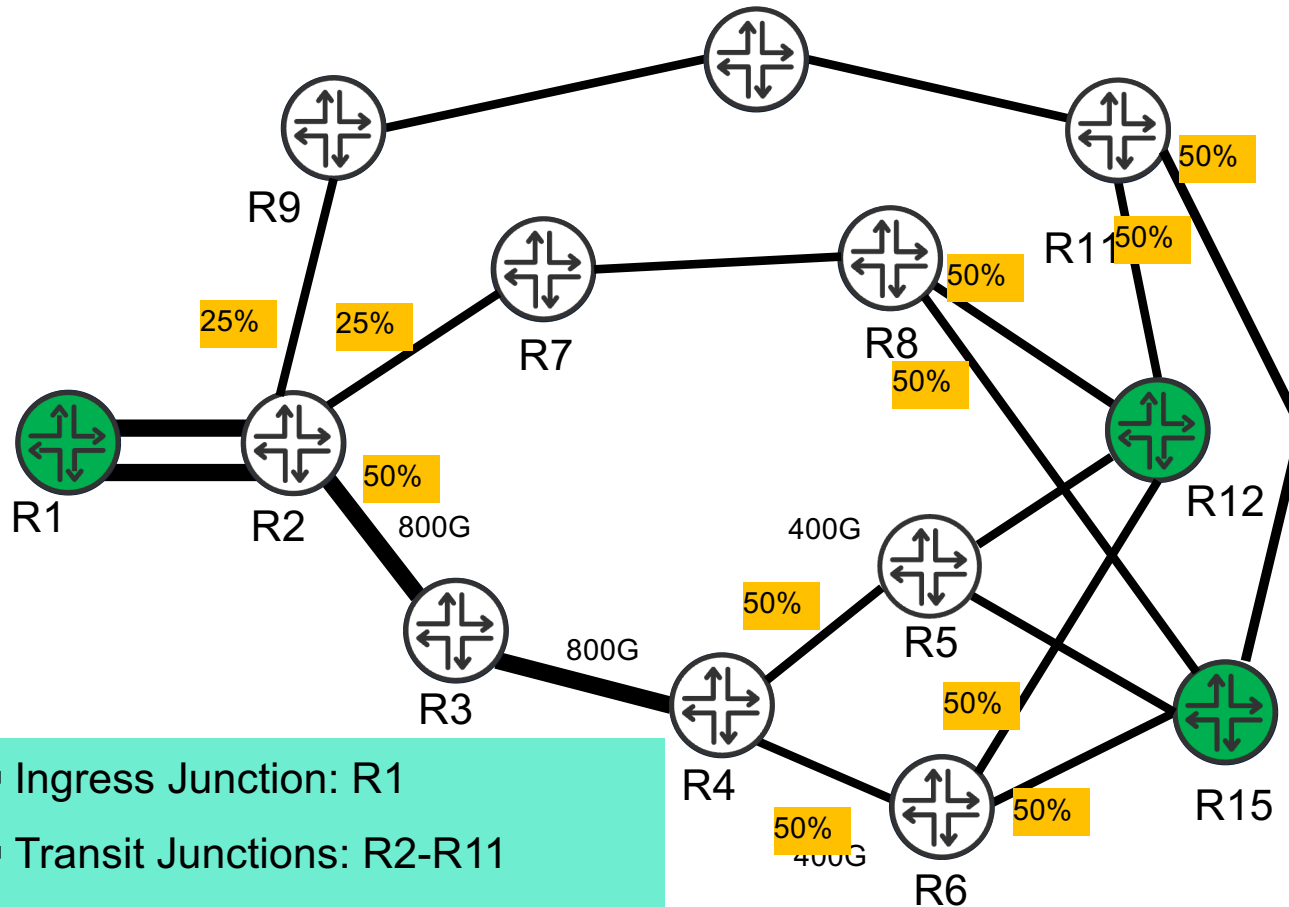 50%
R9
R11
50%
50%
25%
25%
R7
R8
50%
R1
R2
50%
800G
400G
R12
50%
R5
800G
R3
50%
R4
R15
Ingress Junction: R1
50%
50%
400G
Transit Junctions: R2-R11
R6